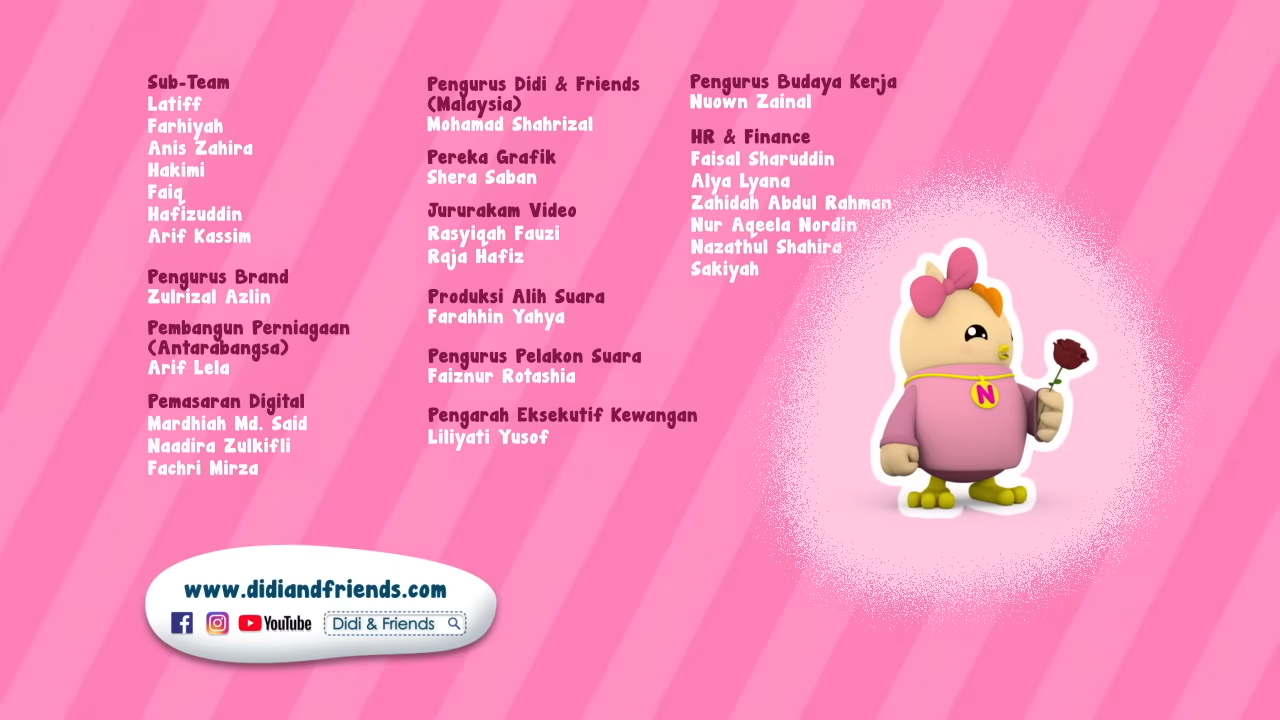 Sub-Team
Latiff
Farhiyah
Anis Zahira
Hakimi
Faiq
Hafizuddin
Arif Kassim
Pengurus Brand
Zulrizal Azlin
Pembangun Perniagaan
(Antarabangsa)
Arif Lela
Pemasaran Digital
Mardhiah Md. Said
Naadira Zulkifli
Fachri Mirza
Pengurus Didi & Friends
(Malaysia)
Mohamad Shahrizal
Pereka Grafik
Shera Saban
Jururakam Video
Rasyiqah Fauzi
Raja Hafiz
Produksi Alih Suara
Farahhin Yahya
Pengurus Pelakon Suara
Faiznur Rotashia
Pengarah Eksekutif Kewangan
Liliyati Yusof
Pengurus Budaya Kerja
Nuown Zainal
HR & Finance
Faisal Sharuddin
Alya Lyana
Zahidah Abdul Rahman
Nur Aqeela Nordin
Nazathul Shahira
Sakiyah
N
www.didiandfriends.com
YouTube Didi & Friends